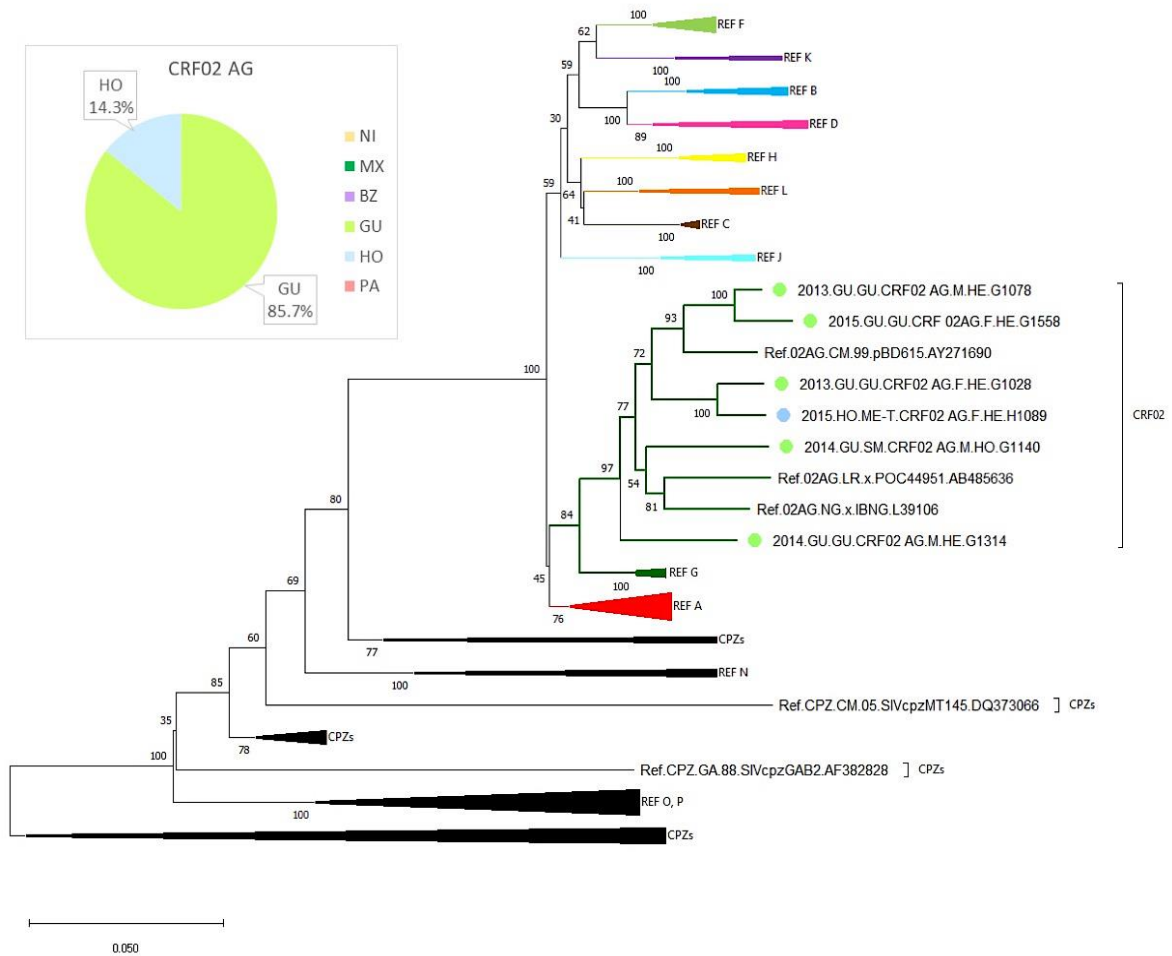 CRF02 AG
HO
14.3%
GU
85.7%
NI
MX
BZ
GU
HO
PA
100
REF F
62
REF K
59
100
100
REF B
100
89
REF D
30
100
REF H
59
64
100
REF L
41
REF C
100
REF J
100
100
2013.GU.GU.CRF02 AG.M.HE.G1078
93
2015.GU.GU.CRF 02AG.F.HE.G1558
72
Ref.02AG.CM.99.pBD615.AY271690
2013.GU.GU.CRF02 AG.F.HE.G1028
100
77
2015.HO.ME-T.CRF02 AG.F.HE.H1089
CRF02
2014.GU.SM.CRF02 AG.M.HO.G1140
97
54
Ref.02AG.LR.x.POC44951.AB485636
81
Ref.02AG.NG.x.IBNG.L39106
84
2014.GU.GU.CRF02 AG.M.HE.G1314
100
45
REF G
100
76
REF A
80
77
CPZs
69
100
REF N
60
Ref.CPZ.CM.05.SIVcpzMT145.DQ373066
CPZs
85
78
CPZs
35
100
Ref.CPZ.GA.88.SIVcpzGAB2.AF382828
CPZs
100
REF O, P
CPZs
0.050